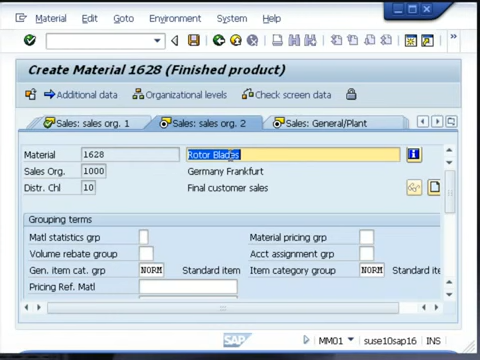 Material Edit Goto Environment System Help
»
Create Material 1628 (Finished product)
Additional data Organizational levels Check screen data
Sales: sales org. 1 Sales: sales org. 2 Sales: General/Plant
Material 1628 Rotor Blades
Sales Org. 1000 Germany Frankfurt
Distr. Chl 10 Final customer sales
Grouping terms
Matl statistics grp Material pricing grp
Volume rebate group Acct assignment grp
Gen. item cat. grp NORM Standard item Item category group NORM Standard ite
Pricing Ref. Matl
SAP MM01 suse10sap16 INS